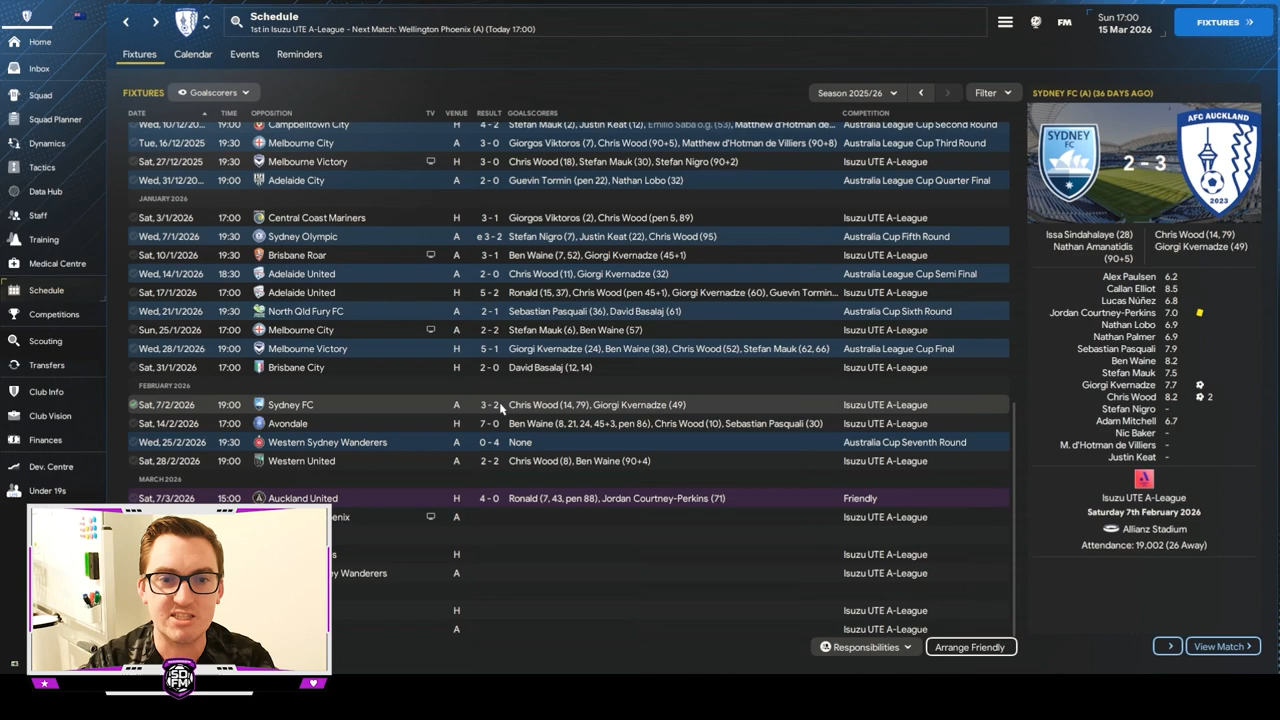 Schedule
1st in Isuzu UTE A-League - Next Match: Wellington Phoenix (A) (Today 17:00)
FM
Sun 17:00
15 Mar 2026
FIXTURES
Home
Inbox
Squad
Squad Planner
Dynamics
Tactics
Data Hub
Staff
Training
Medical Centre
Schedule
Competitions
Scouting
Transfers
Club Info
Club Vision
Finances
Dev. Centre
Under 19s
Fixtures Calendar Events Reminders
FIXTURES Goalscorers Season 2025/26 Filter
DATE TIME OPPOSITION TV VENUE RESULT GOALSCORERS COMPETITION
Wed, 10/12/20... 19:00 Campbelltown City H 4 - 2 Stefan Mauk (2), Justin Keat (12), Emilio Saba o.g. (53), Matthew d'Hotman de... Australia League Cup Second Round
Tue, 16/12/2025 19:30 Melbourne City A 3 - 0 Giorgos Viktoros (7), Chris Wood (90+5), Matthew d'Hotman de Villiers (90+8) Australia League Cup Third Round
Sat, 27/12/2025 19:30 Melbourne Victory H 3 - 0 Chris Wood (18), Stefan Mauk (30), Stefan Nigro (90+2) Isuzu UTE A-League
Wed, 31/12/20... 19:00 Adelaide City A 2 - 0 Guevin Tormin (pen 22), Nathan Lobo (32) Australia League Cup Quarter Final
JANUARY 2026
Sat, 3/1/2026 17:00 Central Coast Mariners H 3 - 1 Giorgos Viktoros (2), Chris Wood (pen 5, 89) Isuzu UTE A-League
Wed, 7/1/2026 19:30 Sydney Olympic A e 3 - 2 Stefan Nigro (7), Justin Keat (22), Chris Wood (95) Australia Cup Fifth Round
Sat, 10/1/2026 19:30 Brisbane Roar A 3 - 1 Ben Waine (7, 52), Giorgi Kvernadze (45+1) Isuzu UTE A-League
Wed, 14/1/2026 18:30 Adelaide United A 2 - 0 Chris Wood (11), Giorgi Kvernadze (32) Australia League Cup Semi Final
Sat, 17/1/2026 17:00 Adelaide United H 5 - 2 Ronald (15, 37), Chris Wood (pen 45+1), Giorgi Kvernadze (60), Guevin Tormin... Isuzu UTE A-League
Wed, 21/1/2026 19:30 North Qld Fury FC A 2 - 1 Sebastian Pasquali (36), David Basalaj (61) Australia Cup Sixth Round
Sun, 25/1/2026 17:00 Melbourne City A 2 - 2 Stefan Mauk (6), Ben Waine (57) Isuzu UTE A-League
Wed, 28/1/2026 19:00 Melbourne Victory H 5 - 1 Giorgi Kvernadze (24), Ben Waine (38), Chris Wood (52), Stefan Mauk (62, 66) Australia League Cup Final
Sat, 31/1/2026 17:00 Brisbane City H 2 - 0 David Basalaj (12, 14) Isuzu UTE A-League
FEBRUARY 2026
Sat, 7/2/2026 19:00 Sydney FC A 3 - 2 Chris Wood (14, 79), Giorgi Kvernadze (49) Isuzu UTE A-League
Sat, 14/2/2026 17:00 Avondale H 7 - 0 Ben Waine (8, 21, 24, 45+3, pen 86), Chris Wood (10), Sebastian Pasquali (30) Isuzu UTE A-League
Wed, 25/2/2026 19:30 Western Sydney Wanderers A 0 - 4 None Australia Cup Seventh Round
Sat, 28/2/2026 19:00 Western United A 2 - 2 Chris Wood (8), Ben Waine (90+4) Isuzu UTE A-League
MARCH 2026
Sat, 7/3/2026 15:00 Auckland United H 4 - 0 Ronald (7, 43, pen 88), Jordan Courtney-Perkins (71) Friendly
enix A Isuzu UTE A-League
s H Isuzu UTE A-League
ey Wanderers A Isuzu UTE A-League
H Isuzu UTE A-League
A Isuzu UTE A-League
Responsibilities Arrange Friendly
SYDNEY FC (A) (36 DAYS AGO)
SYDNEY FC
2 - 3
AFC AUCKLAND
2023
Issa Sindahalaye (28)
Nathan Amanatidis
(90+5)
Chris Wood (14, 79)
Giorgi Kvernadze (49)
Alex Paulsen 6.2
Callan Elliot 8.5
Lucas Núñez 6.8
Jordan Courtney-Perkins 7.0
Nathan Lobo 6.9
Nathan Palmer 6.9
Sebastian Pasquali 7.9
Ben Waine 8.2
Stefan Mauk 7.5
Giorgi Kvernadze 7.7
Chris Wood 8.2 2
Stefan Nigro -
Adam Mitchell 6.7
Nic Baker -
M. d'Hotman de Villiers -
Justin Keat -
Isuzu UTE A-League
Saturday 7th February 2026
Allianz Stadium
Attendance: 19,002 (26 Away)
View Match
SD
FM